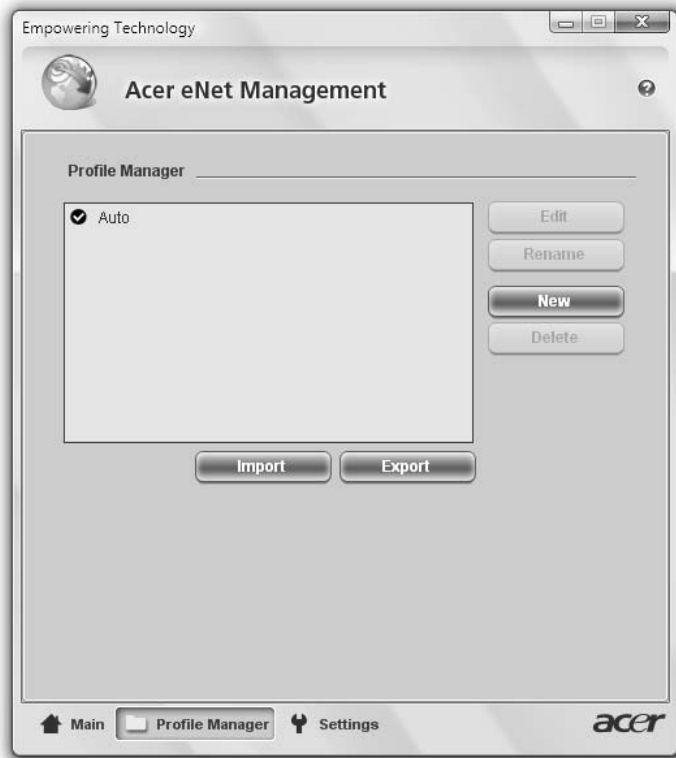 Empowering Technology
Acer eNet Management
Profile Manager
Auto
Edit
Rename
New
Delete
Import
Export
Main
Profile Manager
Settings
acer